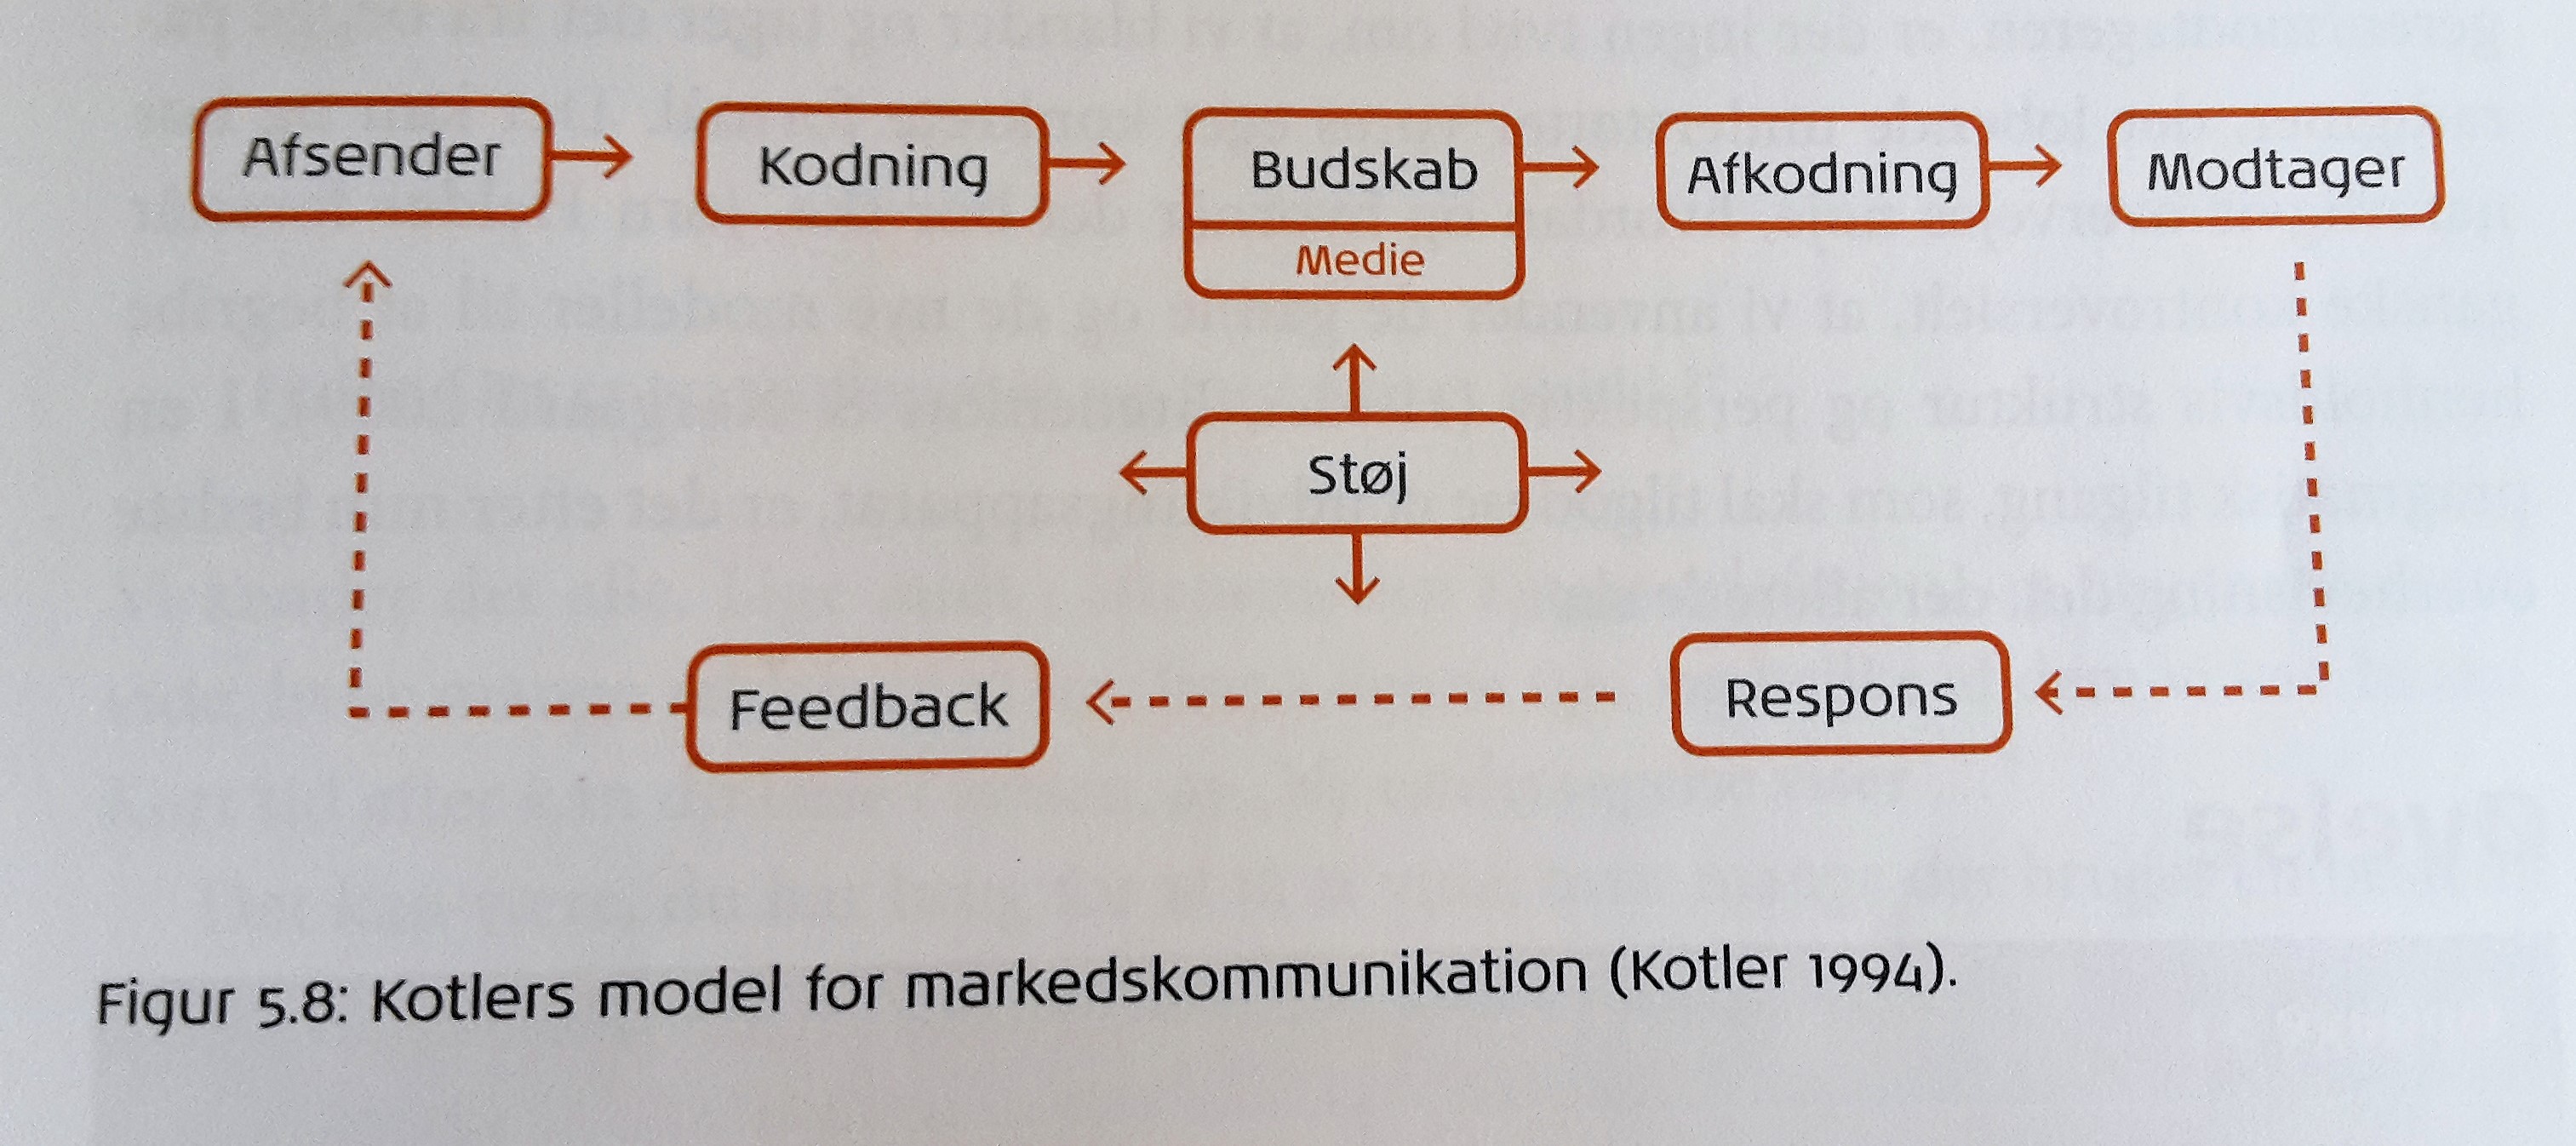 Afsender
Kodning
Budskab
Medie
Afkodning
Modtager
Støj
Feedback
Respons
Figur 5.8: Kotlers model for markedskommunikation (Kotler 1994).